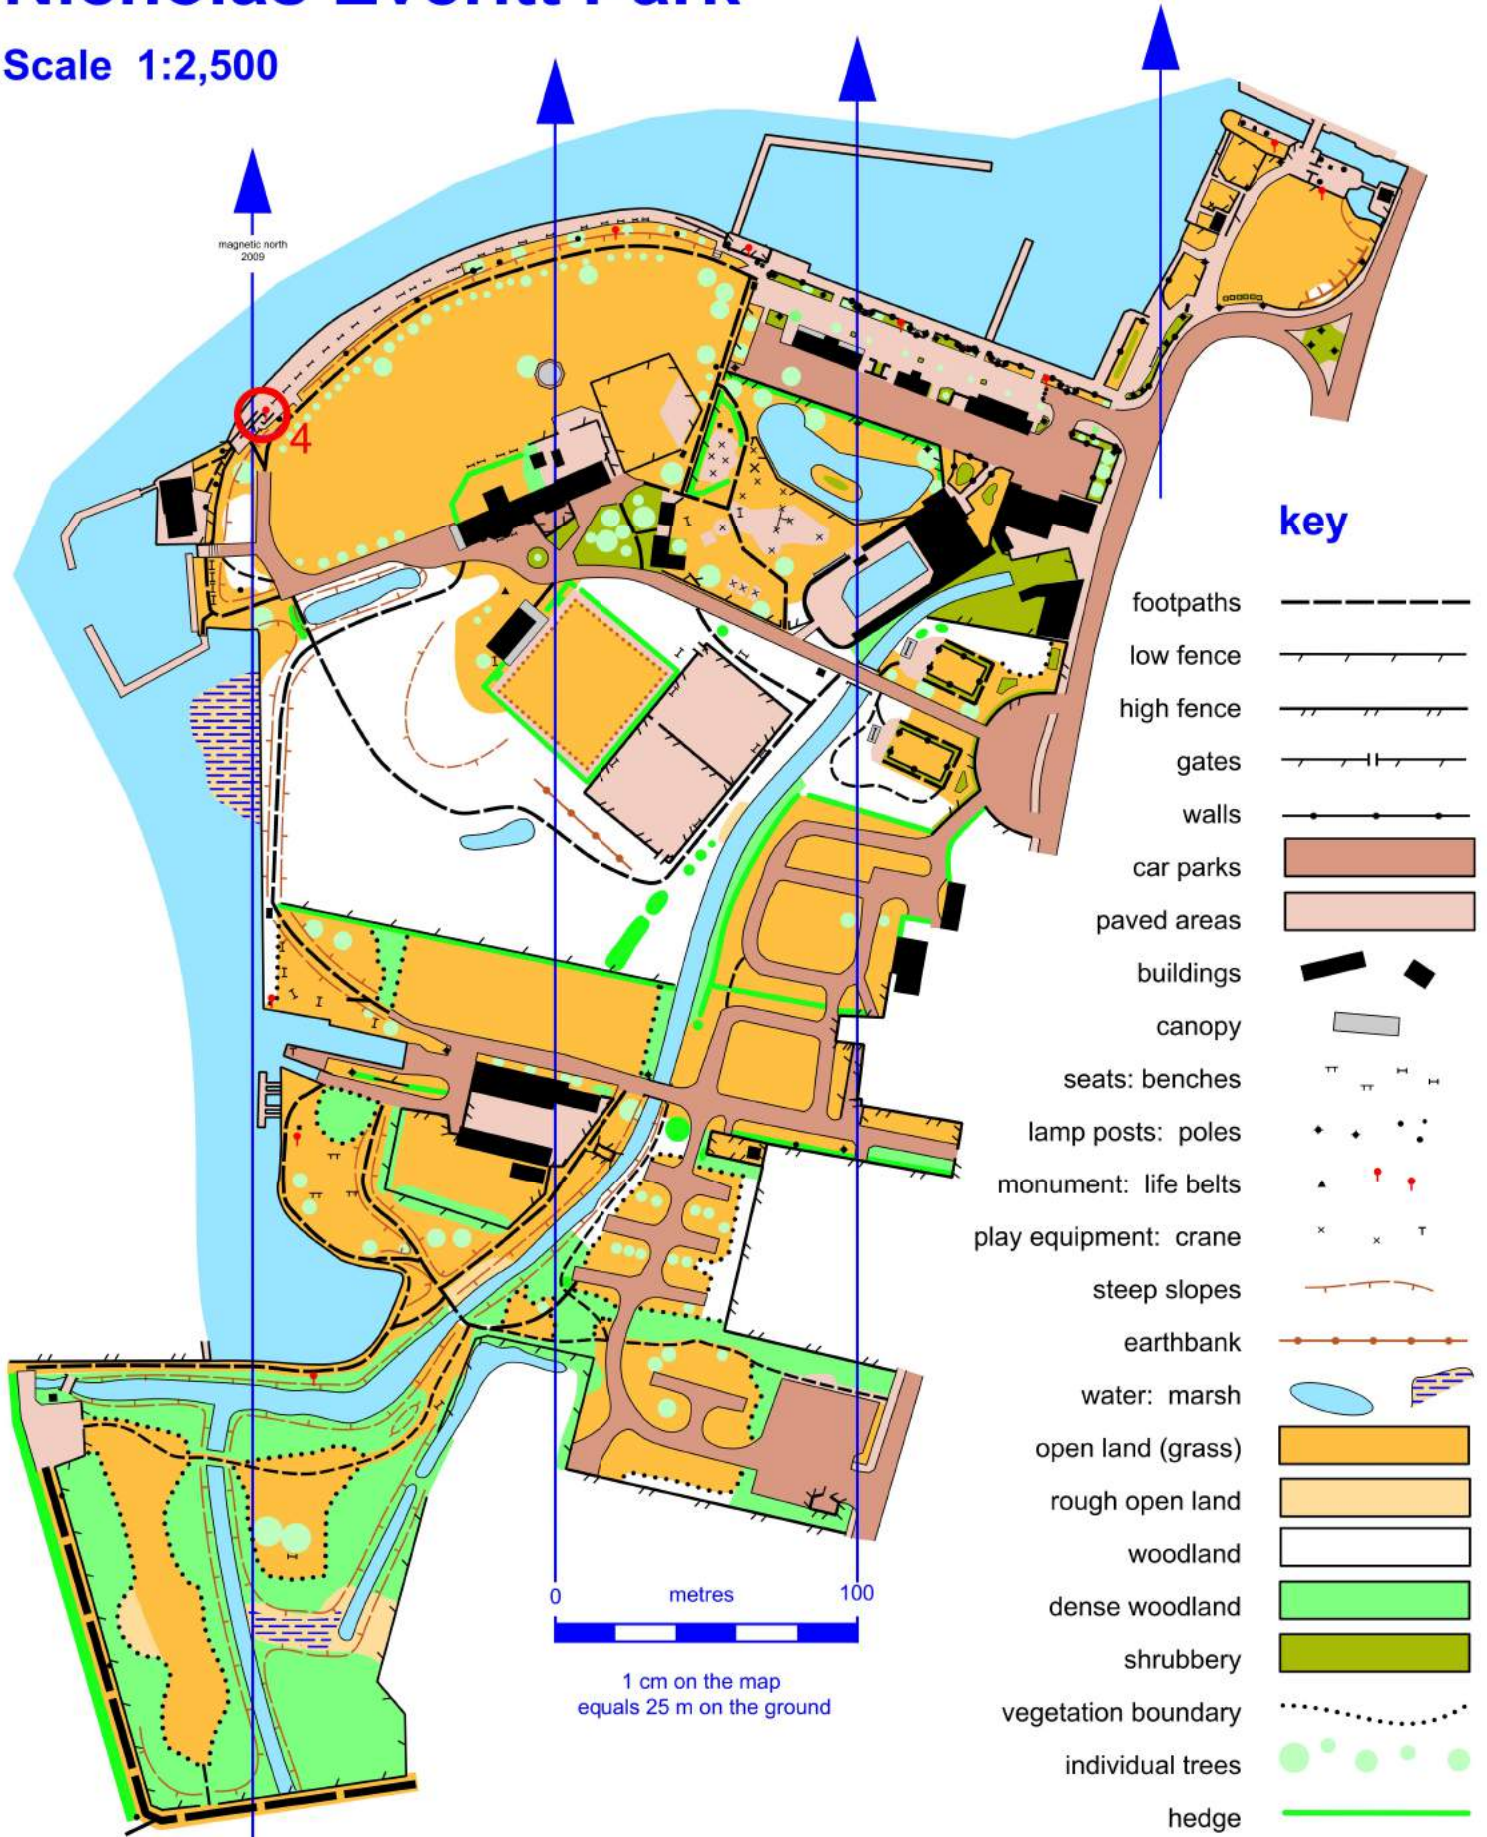 Nicholas Everitt Park
Scale 1:2,500
magnetic north
2009
4
key
footpaths
low fence
high fence
gates
walls
car parks
paved areas
buildings
canopy
seats: benches
lamp posts: poles
monument: life belts
play equipment: crane
steep slopes
earthbank
water: marsh
open land (grass)
rough open land
woodland
dense woodland
shrubbery
vegetation boundary
individual trees
hedge
0 metres 100
1 cm on the map
equals 25 m on the ground